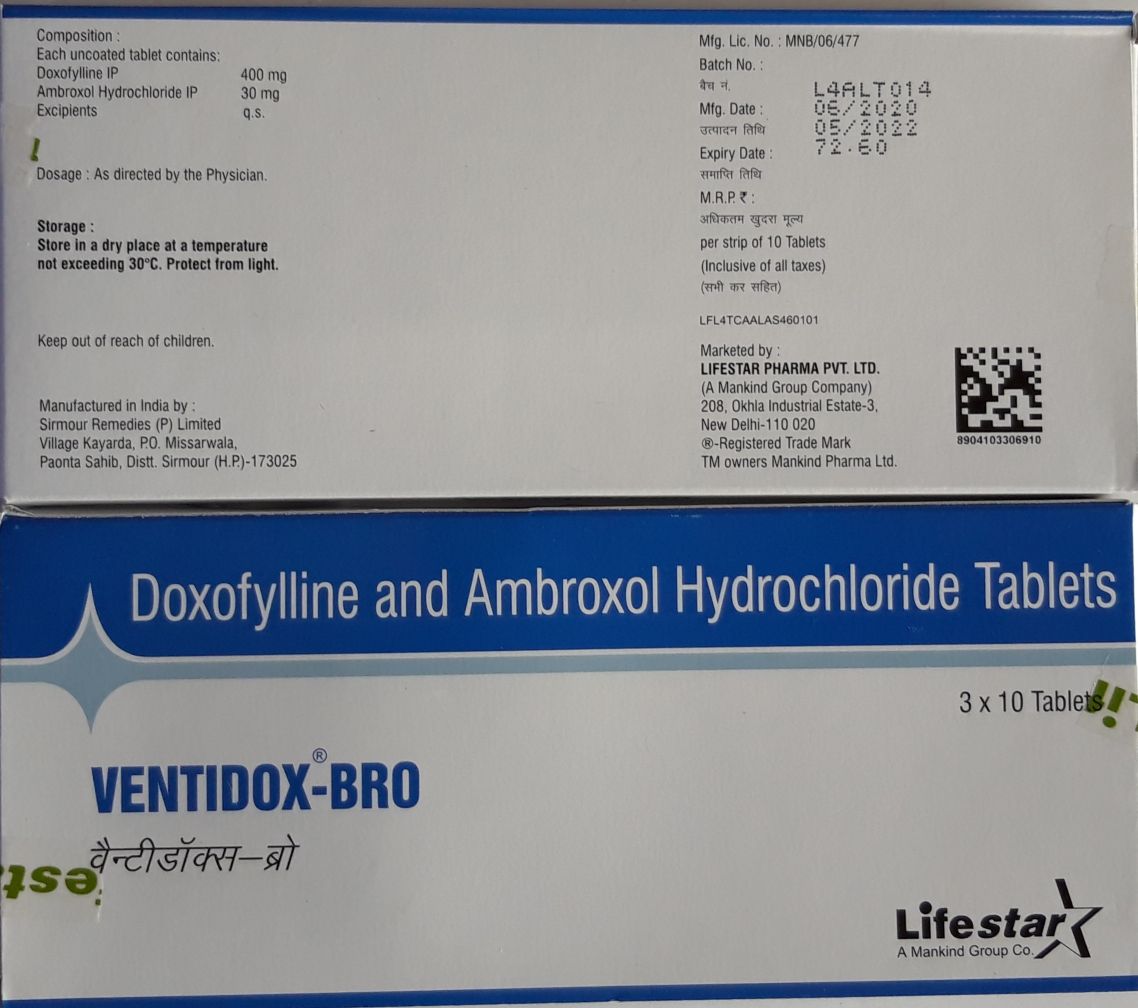 Composition :
Each uncoated tablet contains:
Doxofylline IP 400 mg
Ambroxol Hydrochloride IP 30 mg
Excipients q.s.
Dosage : As directed by the Physician.
Storage :
Store in a dry place at a temperature
not exceeding 30°C. Protect from light.
Keep out of reach of children.
Manufactured in India by :
Sirmour Remedies (P) Limited
Village Kayarda, P.O. Missarwala,
Paonta Sahib, Distt. Sirmour (H.P.)-173025
Mfg. Lic. No. : MNB/06/477
Batch No. :
बैच नं.
L4ALT014
Mfg. Date :
06/2020
उत्पादन तिथि
05/2022
Expiry Date :
72.60
समाप्ति तिथि
M.R.P. ₹ :
अधिकतम खुदरा मूल्य
per strip of 10 Tablets
(Inclusive of all taxes)
(सभी कर सहित)
LFL4TCAALAS460101
Marketed by :
LIFESTAR PHARMA PVT. LTD.
(A Mankind Group Company)
208, Okhla Industrial Estate-3,
New Delhi-110 020
®-Registered Trade Mark
TM owners Mankind Pharma Ltd.
8904103306910
Doxofylline and Ambroxol Hydrochloride Tablets
3 x 10 Tablets
VENTIDOX®-BRO
वैन्टीडॉक्स–ब्रो
Lifestar
A Mankind Group Co.